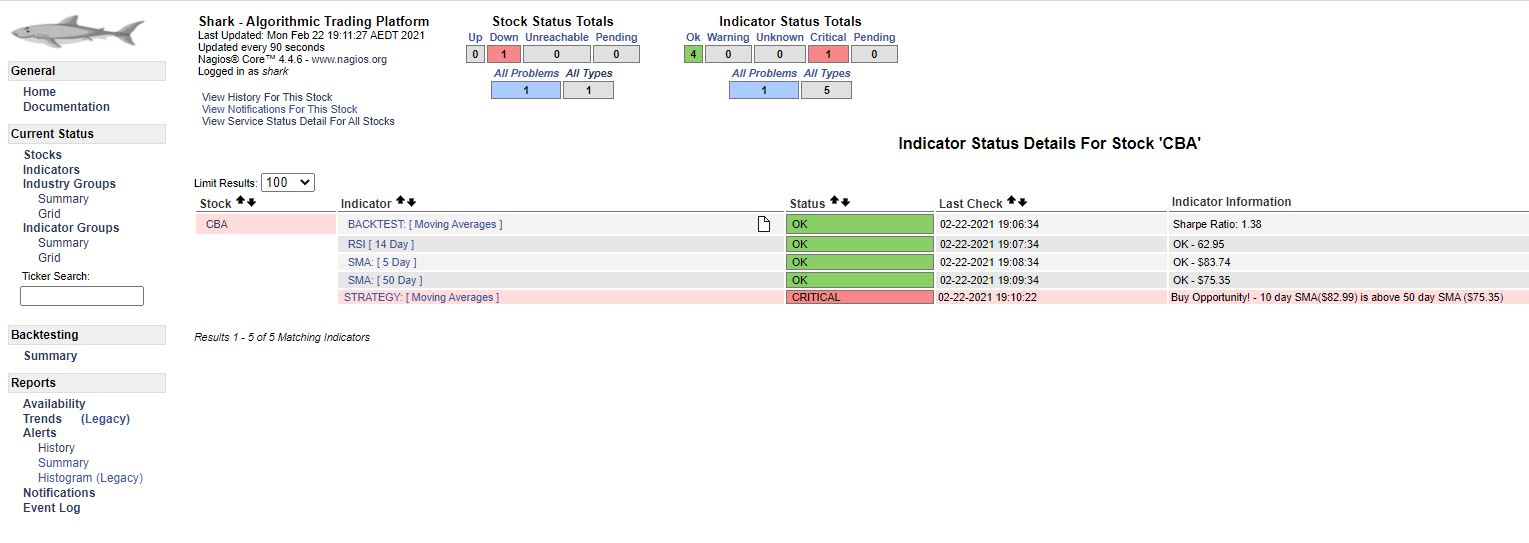 Shark - Algorithmic Trading Platform
Last Updated: Mon Feb 22 19:11:27 AEDT 2021
Updated every 90 seconds
Nagios® Core™ 4.4.6 - www.nagios.org
Logged in as shark
View History For This Stock
View Notifications For This Stock
View Service Status Detail For All Stocks
Stock Status Totals
Up Down Unreachable Pending
0 1 0 0
All Problems All Types
1 1
Indicator Status Totals
Ok Warning Unknown Critical Pending
4 0 0 1 0
All Problems All Types
1 5
General
Home
Documentation
Current Status
Stocks
Indicators
Industry Groups
Summary
Grid
Indicator Groups
Summary
Grid
Ticker Search:
Backtesting
Summary
Reports
Availability
Trends (Legacy)
Alerts
History
Summary
Histogram (Legacy)
Notifications
Event Log
Indicator Status Details For Stock 'CBA'
Limit Results: 100
Stock Indicator Status Last Check Indicator Information
CBA BACKTEST: [ Moving Averages ] OK 02-22-2021 19:06:34 Sharpe Ratio: 1.38
RSI [ 14 Day ] OK 02-22-2021 19:07:34 OK - 62.95
SMA: [ 5 Day ] OK 02-22-2021 19:08:34 OK - $83.74
SMA: [ 50 Day ] OK 02-22-2021 19:09:34 OK - $75.35
STRATEGY: [ Moving Averages ] CRITICAL 02-22-2021 19:10:22 Buy Opportunity! - 10 day SMA($82.99) is above 50 day SMA ($75.35)
Results 1 - 5 of 5 Matching Indicators